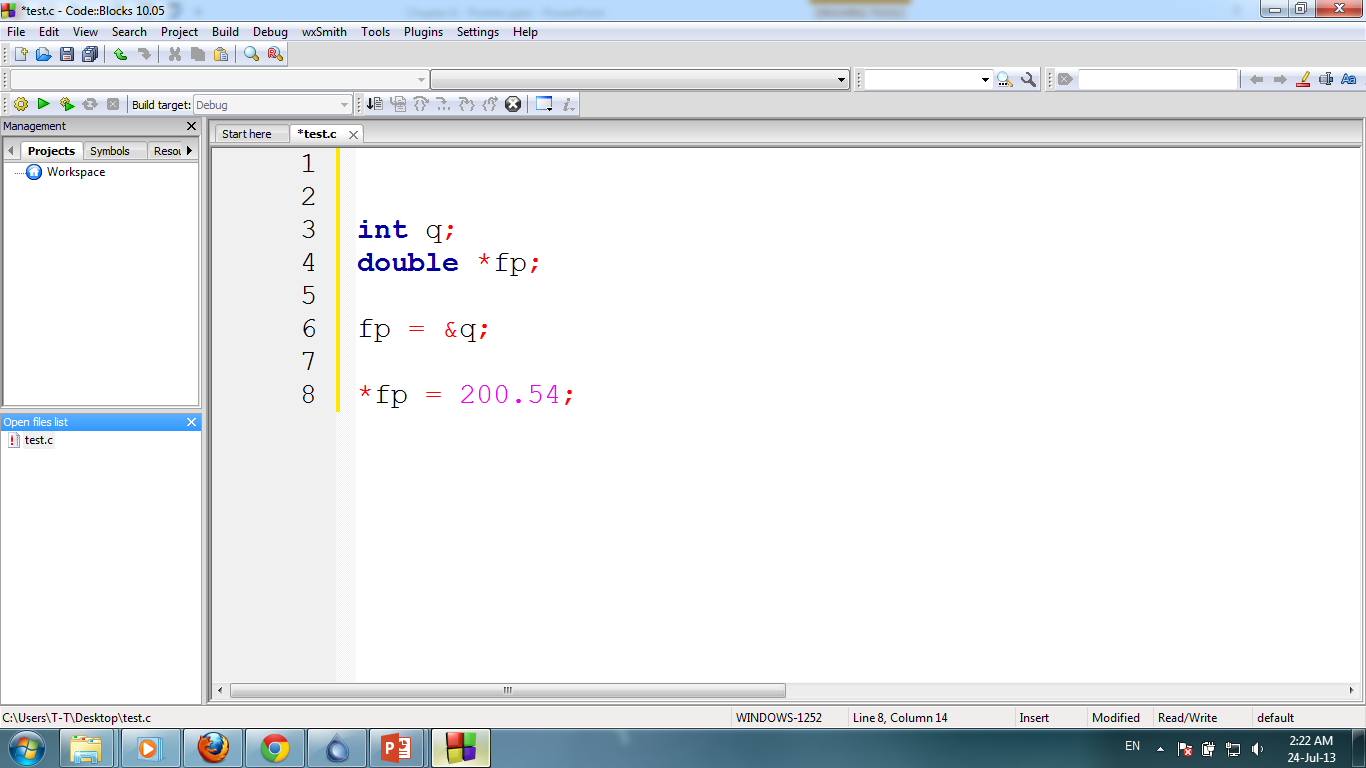 *test.c - Code::Blocks 10.05
File Edit View Search Project Build Debug wxSmith Tools Plugins Settings Help
Build target: Debug
Management
Projects Symbols Resou
Workspace
Open files list
test.c
Start here *test.c
1
2
3 int q;
4 double *fp;
5
6 fp = &q;
7
8 *fp = 200.54;
C:\Users\T-T\Desktop\test.c WINDOWS-1252 Line 8, Column 14 Insert Modified Read/Write default
EN 2:22 AM
24-Jul-13